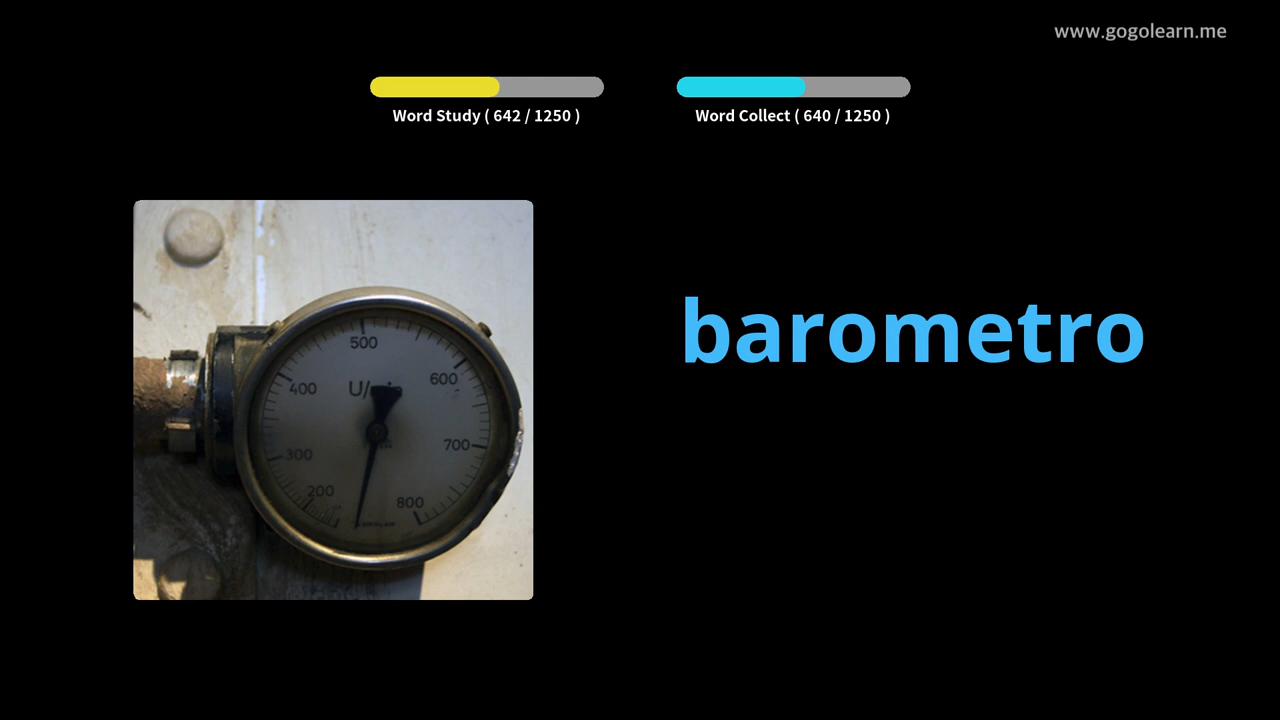 www.gogolearn.me
Word Study ( 642 / 1250 )
Word Collect ( 640 / 1250 )
barometro
500
400
600
U/
300
700
200
800